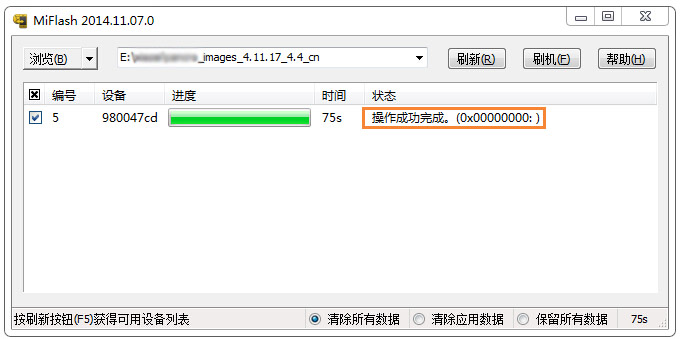 MiFlash 2014.11.07.0
浏览(B) E:\ _images_4.11.17_4.4_cn 刷新(R) 刷机(F) 帮助(H)
编号 设备 进度 时间 状态
5 980047cd 75s 操作成功完成。(0x00000000: )
按刷新按钮(F5)获得可用设备列表 清除所有数据 清除应用数据 保留所有数据 75s